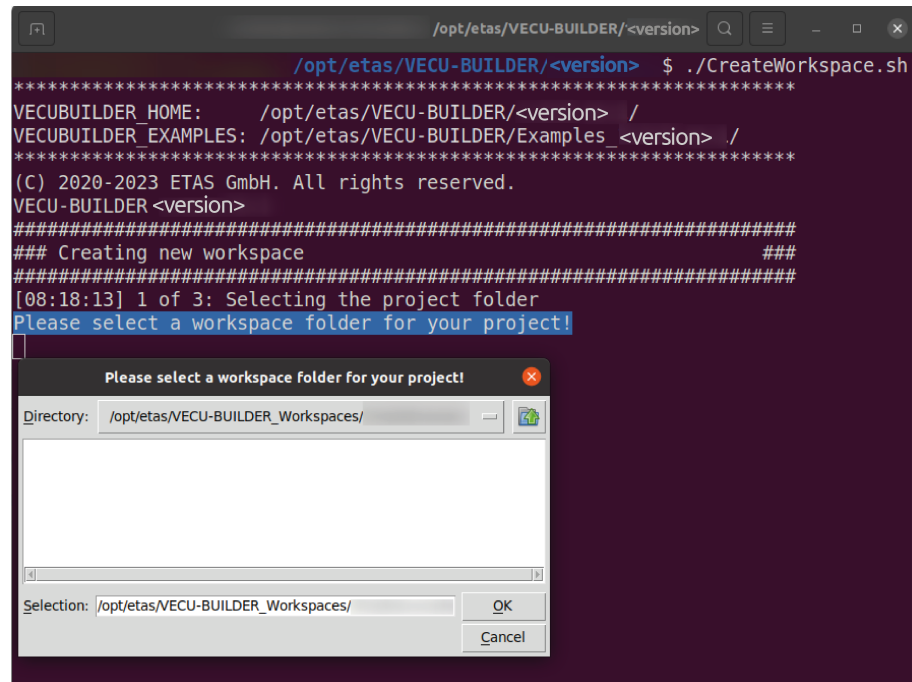 /opt/etas/VECU-BUILDER/<version>
/opt/etas/VECU-BUILDER/<version> $ ./CreateWorkspace.sh
**********************************************************************
VECUBUILDER_HOME: /opt/etas/VECU-BUILDER/<version> /
VECUBUILDER_EXAMPLES: /opt/etas/VECU-BUILDER/Examples_<version> /
**********************************************************************
(C) 2020-2023 ETAS GmbH. All rights reserved.
VECU-BUILDER <version>
######################################################################
### Creating new workspace ###
######################################################################
[08:18:13] 1 of 3: Selecting the project folder
Please select a workspace folder for your project!
Please select a workspace folder for your project!
Directory: /opt/etas/VECU-BUILDER_Workspaces/
Selection: /opt/etas/VECU-BUILDER_Workspaces/
OK
Cancel